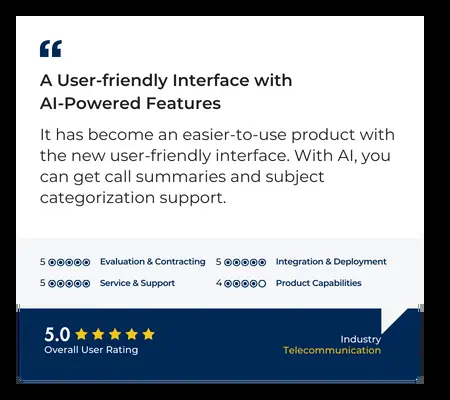 “
A User-friendly Interface with
AI-Powered Features
It has become an easier-to-use product with
the new user-friendly interface. With AI, you
can get call summaries and subject
categorization support.
5 Evaluation & Contracting 5 Integration & Deployment
5 Service & Support 4 Product Capabilities
5.0
Overall User Rating
Industry
Telecommunication